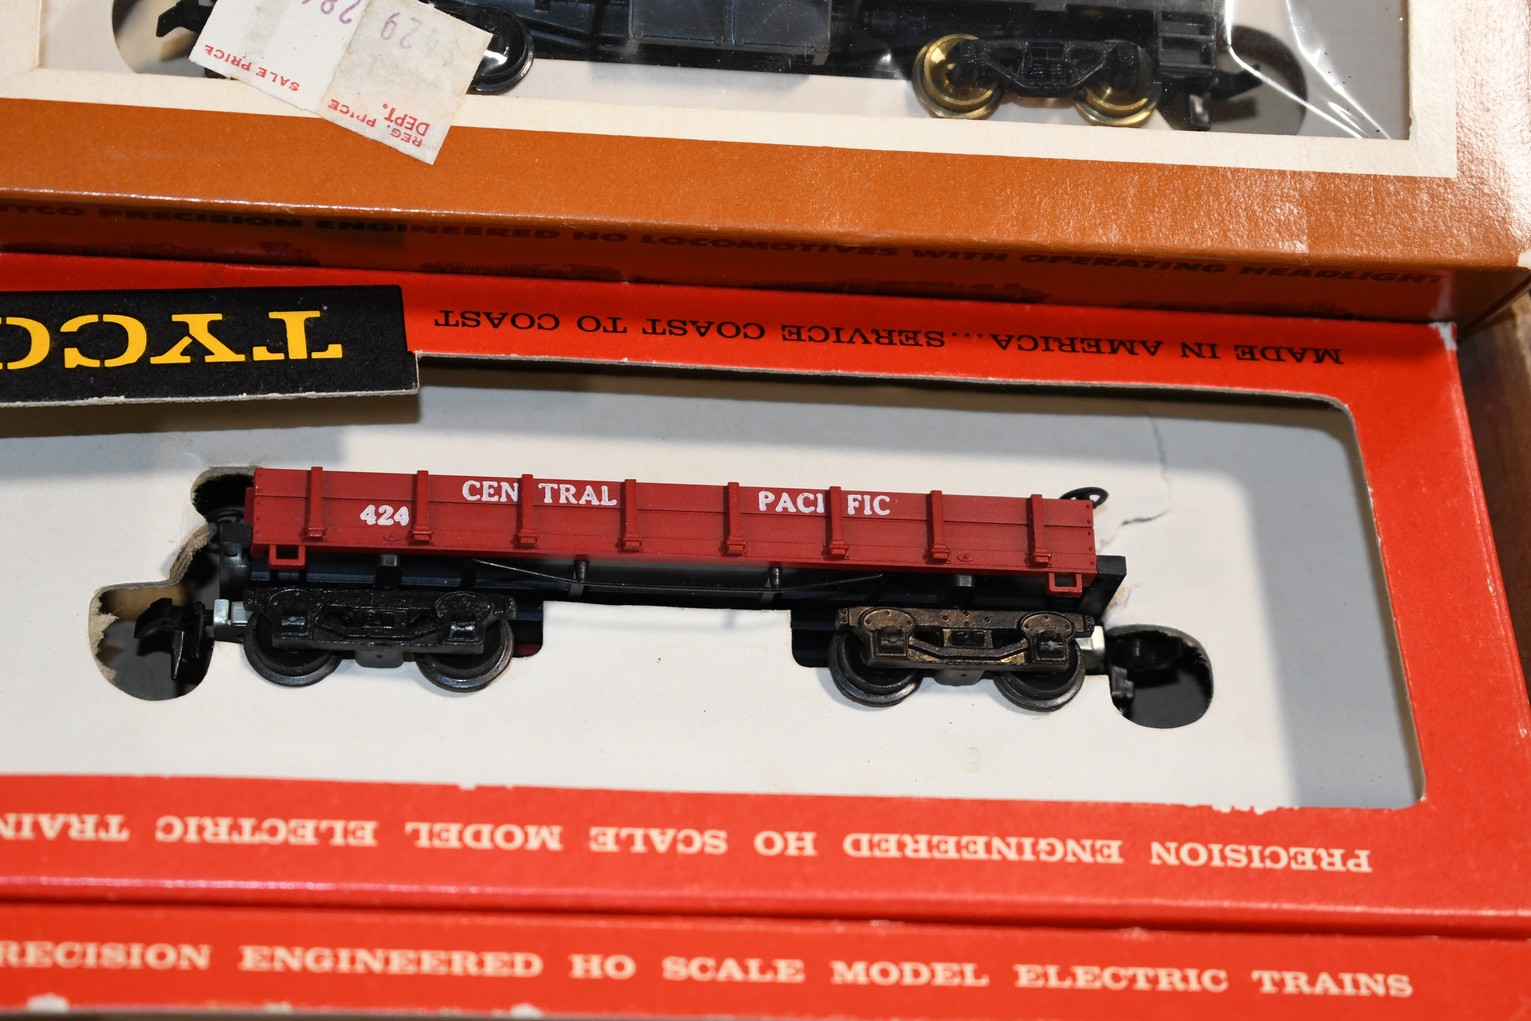 29
SALE PRICE
REG. PRICE
DEPT.
TYCO PRECISION ENGINEERED HO LOCOMOTIVES WITH OPERATING HEADLIGHT
TYCO
MADE IN AMERICA...SERVICE COAST TO COAST
CENTRAL PACIFIC
424
PRECISION ENGINEERED HO SCALE MODEL ELECTRIC TRAIN
RECISION ENGINEERED HO SCALE MODEL ELECTRIC TRAINS